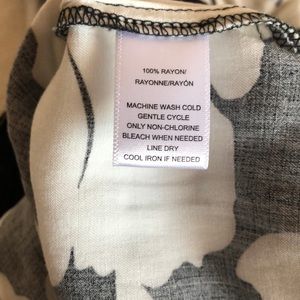 100% RAYON/
RAYONNE/RAYÓN
MACHINE WASH COLD
GENTLE CYCLE
ONLY NON-CHLORINE
BLEACH WHEN NEEDED
LINE DRY
COOL IRON IF NEEDED